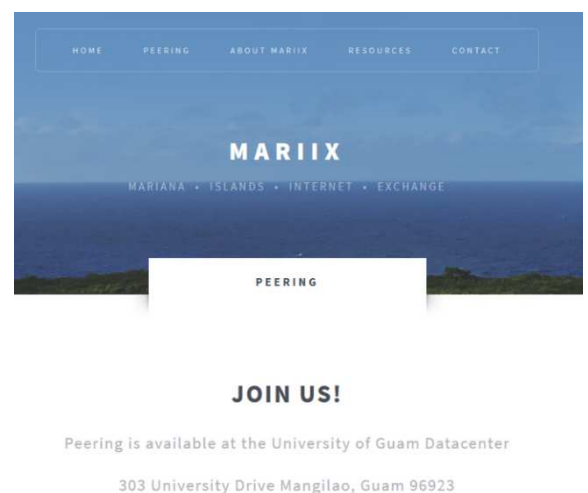 HOME PEERING ABOUT MARIIX RESOURCES CONTACT
MARIIX
MARIANA • ISLANDS • INTERNET • EXCHANGE
PEERING
JOIN US!
Peering is available at the University of Guam Datacenter
303 University Drive Mangilao, Guam 96923